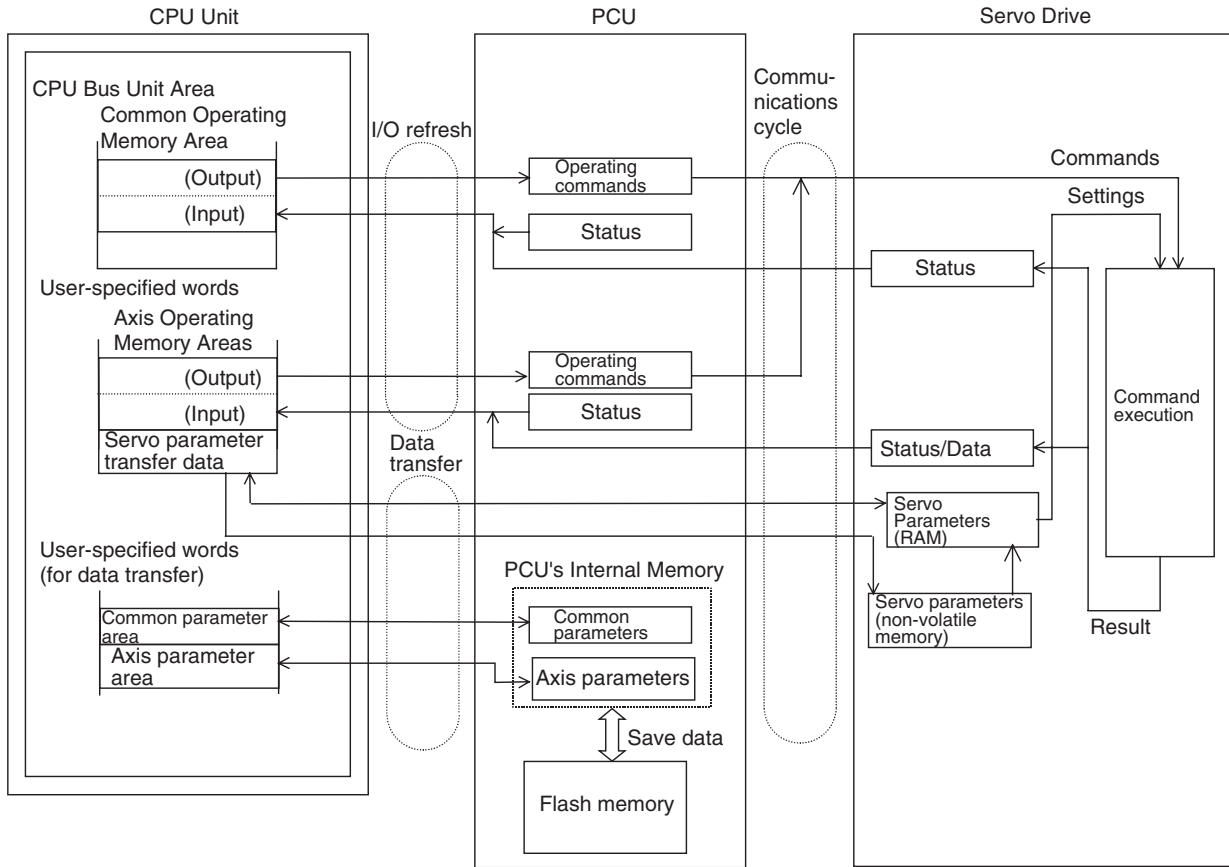 CPU Unit
PCU
Servo Drive
CPU Bus Unit Area
Common Operating
Memory Area
(Output)
(Input)
User-specified words
Axis Operating
Memory Areas
(Output)
(Input)
Servo parameter
transfer data
User-specified words
(for data transfer)
Common parameter
area
Axis parameter
area
I/O refresh
Data
transfer
Operating
commands
Status
Operating
commands
Status
PCU's Internal Memory
Common
parameters
Axis parameters
Save data
Flash memory
Commu-
nications
cycle
Commands
Settings
Status
Command
execution
Status/Data
Servo
Parameters
(RAM)
Servo parameters
(non-volatile
memory)
Result